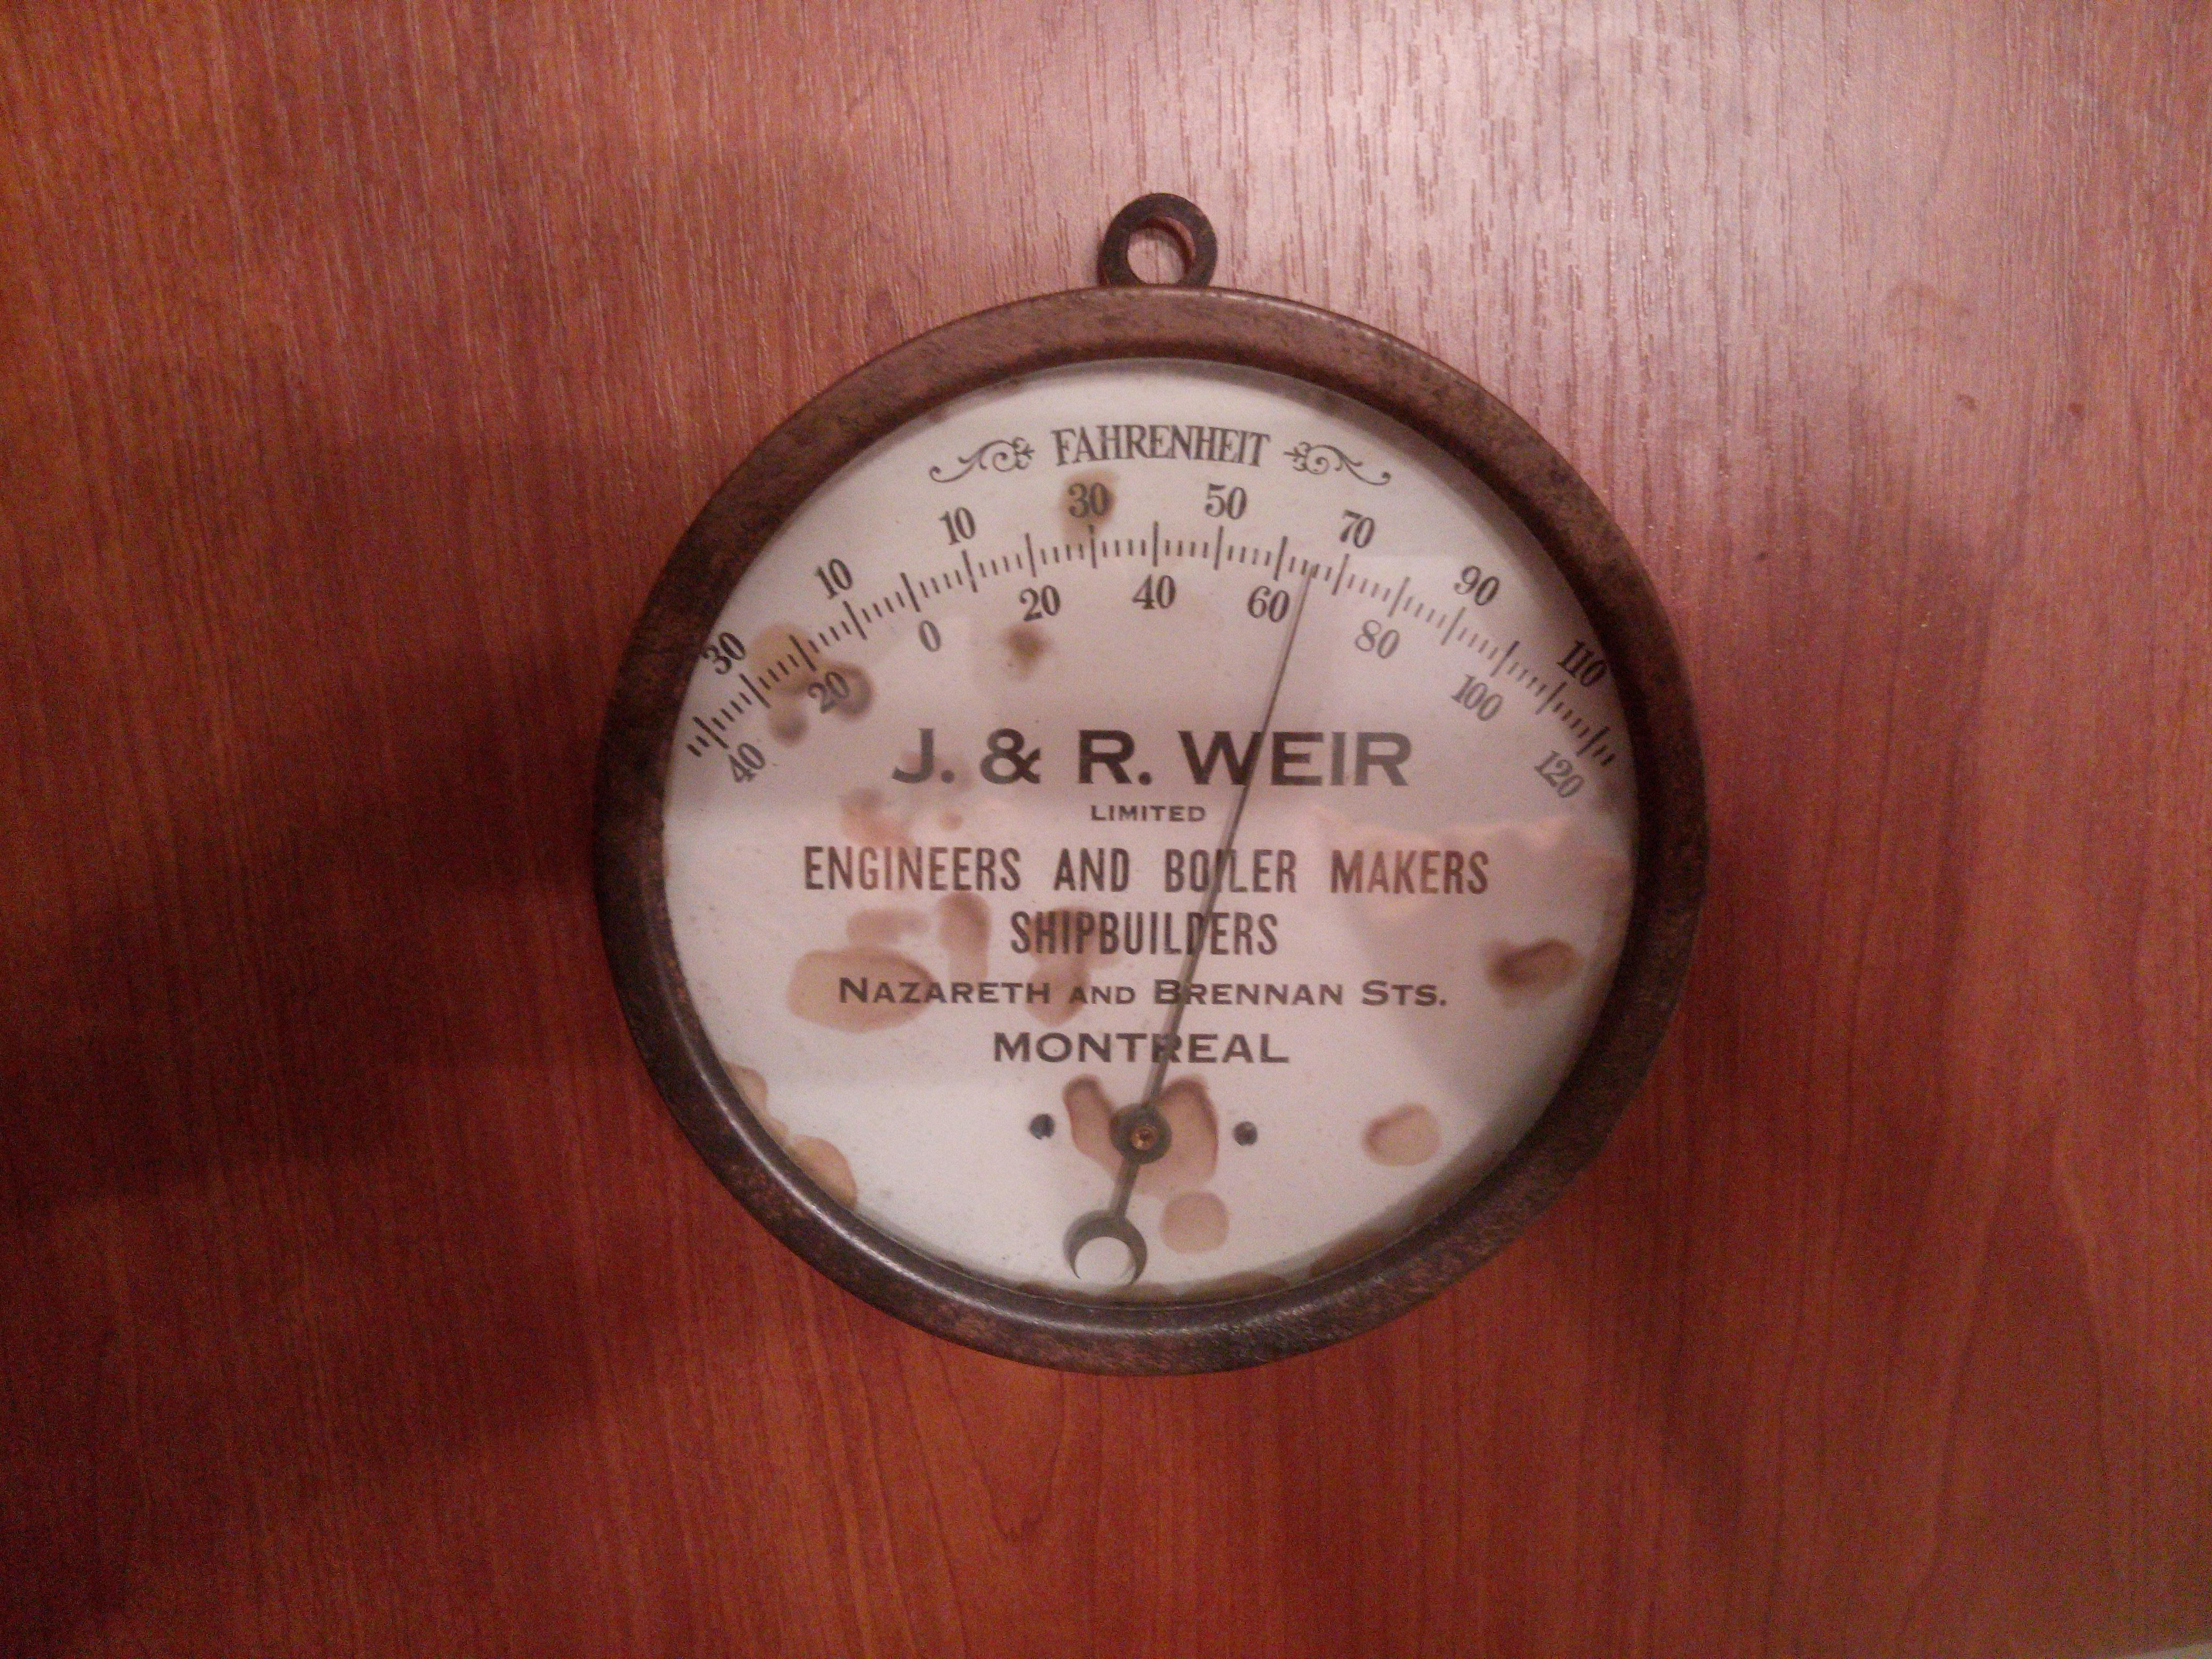 FAHRENHEIT
30 10 10 30 50 70 90 110
40 20 0 20 40 60 80 100 120
J. & R. WEIR
LIMITED
ENGINEERS AND BOILER MAKERS
SHIPBUILDERS
NAZARETH AND BRENNAN STS.
MONTREAL